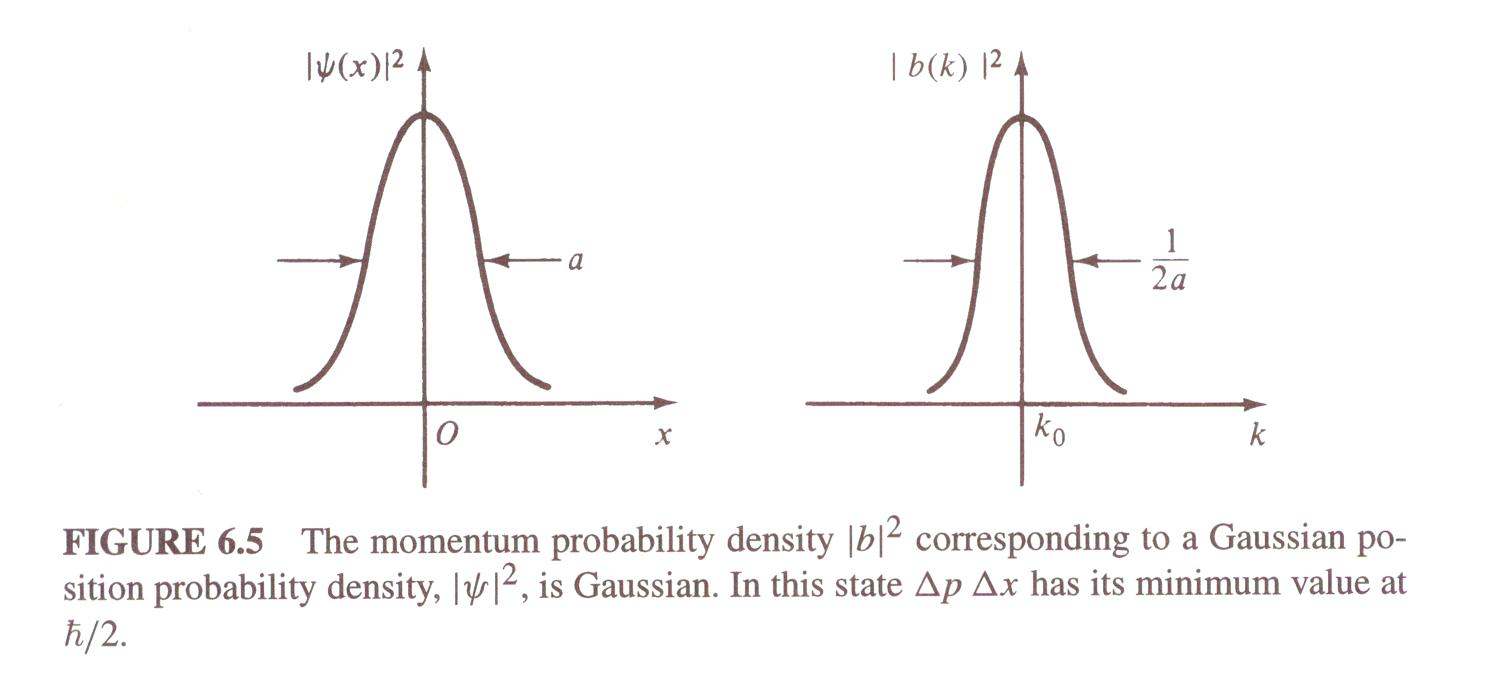 |ψ(x)|²
| b(k) |²
a
1
2a
O
x
k₀
k
FIGURE 6.5 The momentum probability density |b|² corresponding to a Gaussian po-
sition probability density, |ψ|², is Gaussian. In this state Δp Δx has its minimum value at
ℏ/2.